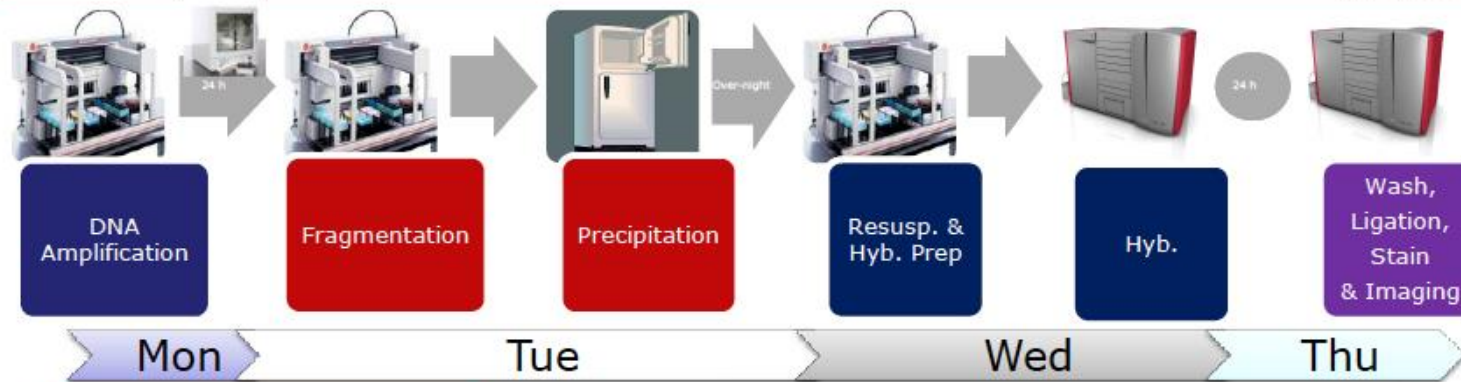 24 h
Over-night
24 h
DNA
Amplification
Fragmentation
Precipitation
Resusp. &
Hyb. Prep
Hyb.
Wash,
Ligation,
Stain
& Imaging
Mon
Tue
Wed
Thu